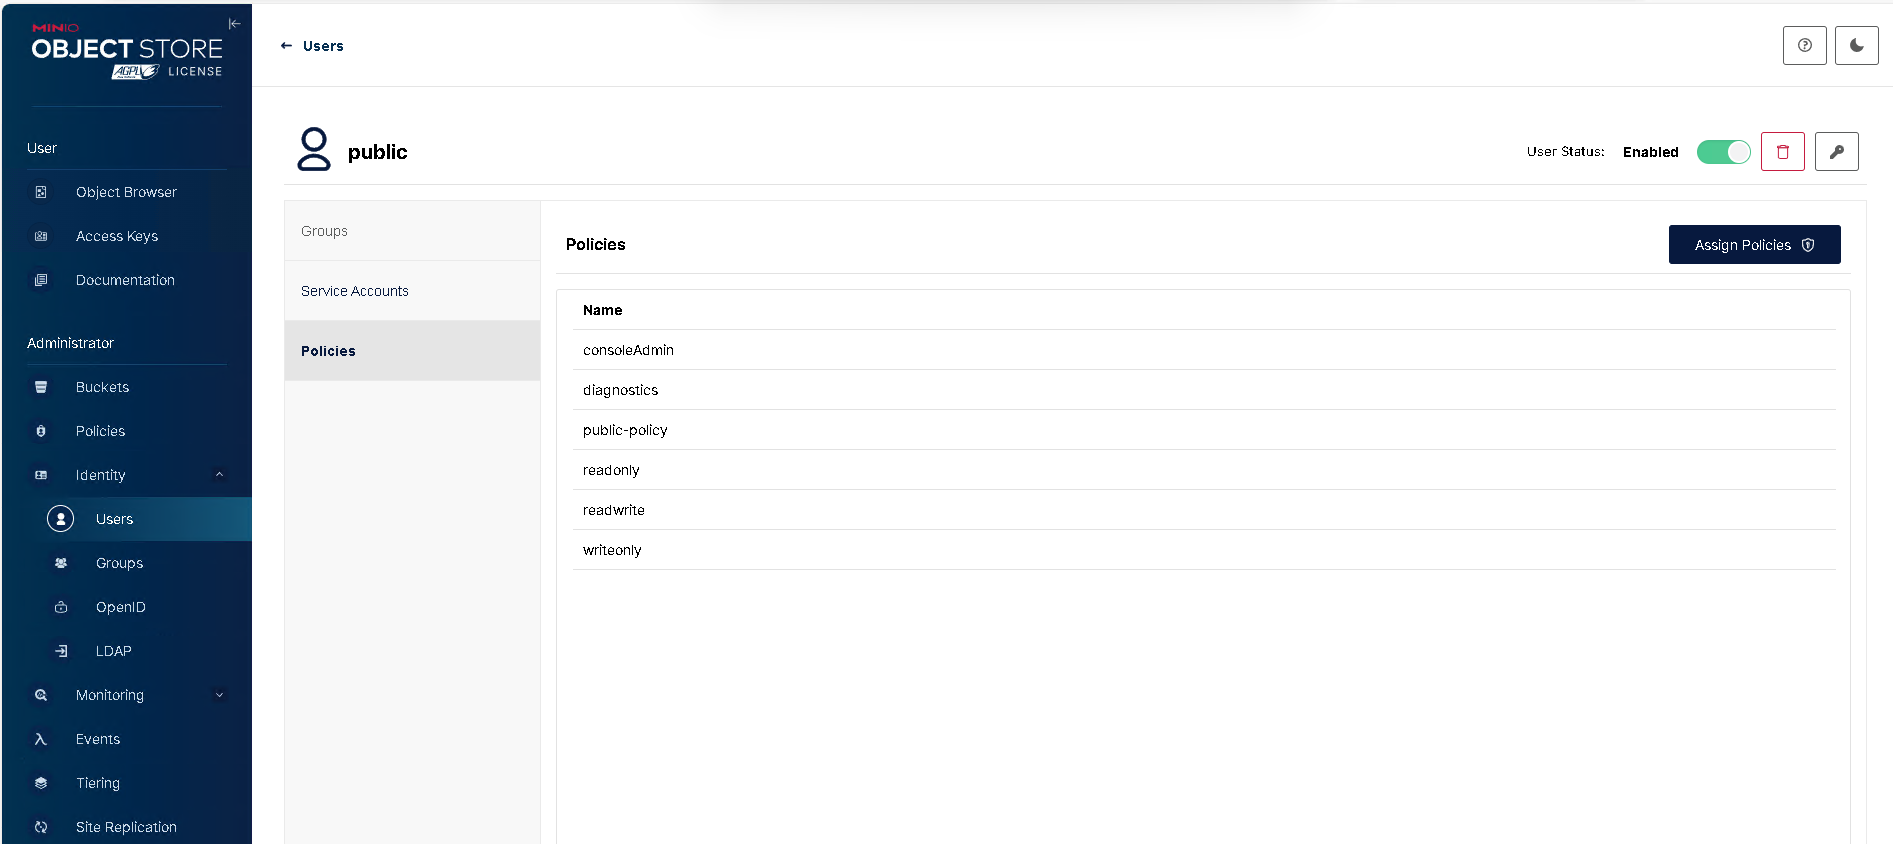 MINIO
OBJECT STORE
AGPLv3 LICENSE
User
Object Browser
Access Keys
Documentation
Administrator
Buckets
Policies
Identity
Users
Groups
OpenID
LDAP
Monitoring
Events
Tiering
Site Replication
Users
public
User Status: Enabled
Groups
Service Accounts
Policies
Policies
Assign Policies
Name
consoleAdmin
diagnostics
public-policy
readonly
readwrite
writeonly